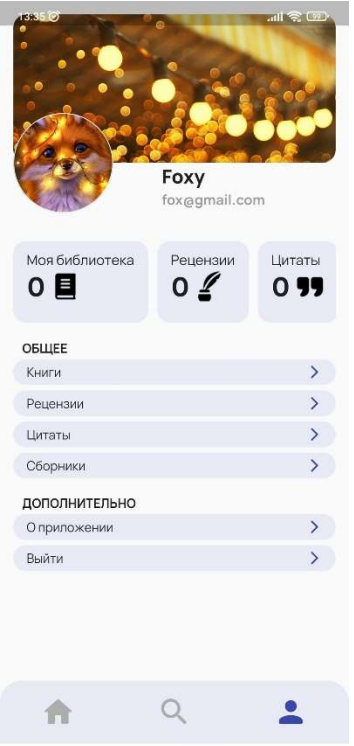 13:35
99
Foxy
fox@gmail.com
Моя библиотека
0
Рецензии
0
Цитаты
0
ОБЩЕЕ
Книги
Рецензии
Цитаты
Сборники
ДОПОЛНИТЕЛЬНО
О приложении
Выйти